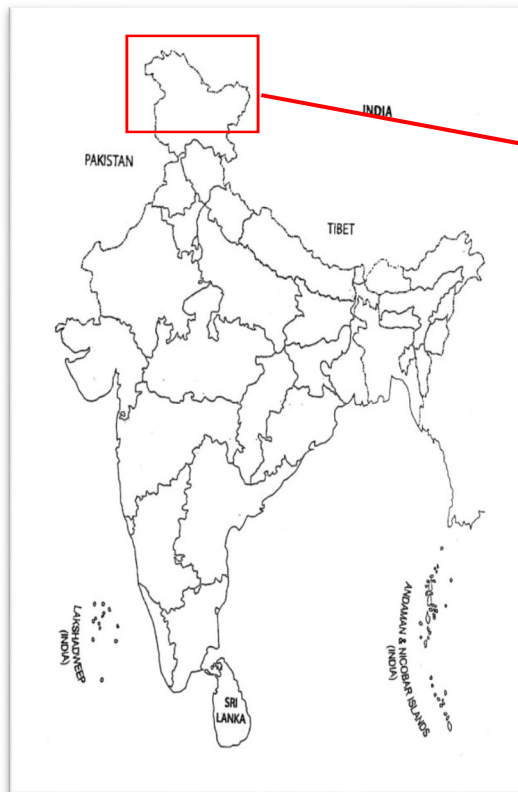 INDIA
PAKISTAN
TIBET
LAKSHADWEEP
(INDIA)
ANDAMAN & NICOBAR ISLANDS
(INDIA)
SRI
LANKA